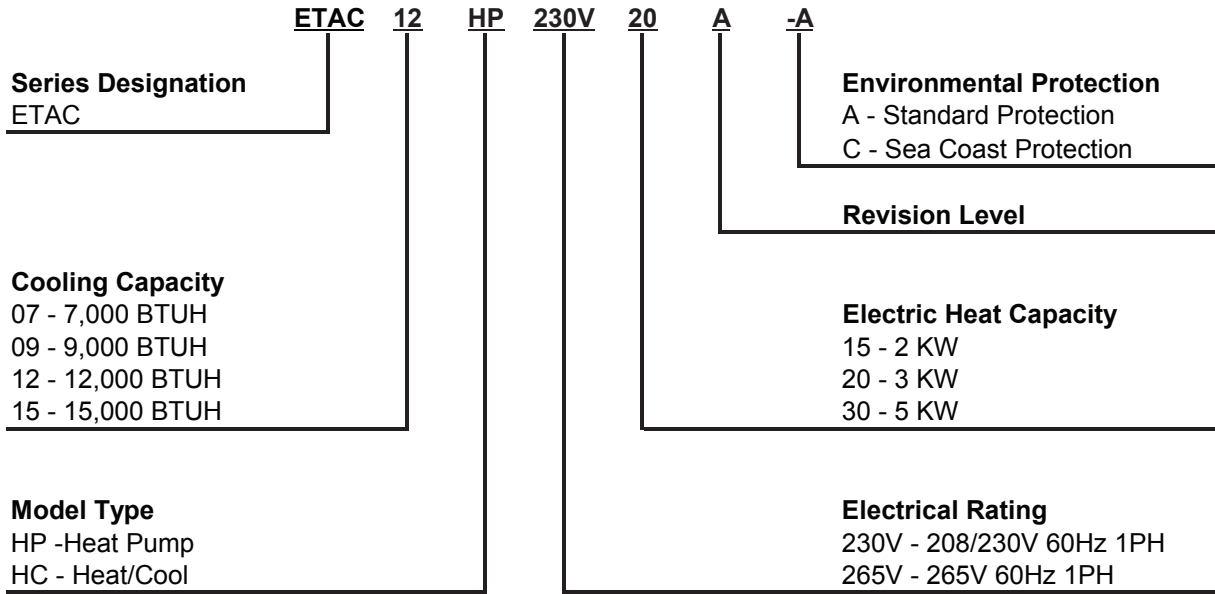 ETAC 12 HP 230V 20 A -A
Series Designation
ETAC
Cooling Capacity
07 - 7,000 BTUH
09 - 9,000 BTUH
12 - 12,000 BTUH
15 - 15,000 BTUH
Model Type
HP -Heat Pump
HC - Heat/Cool
Environmental Protection
A - Standard Protection
C - Sea Coast Protection
Revision Level
Electric Heat Capacity
15 - 2 KW
20 - 3 KW
30 - 5 KW
Electrical Rating
230V - 208/230V 60Hz 1PH
265V - 265V 60Hz 1PH